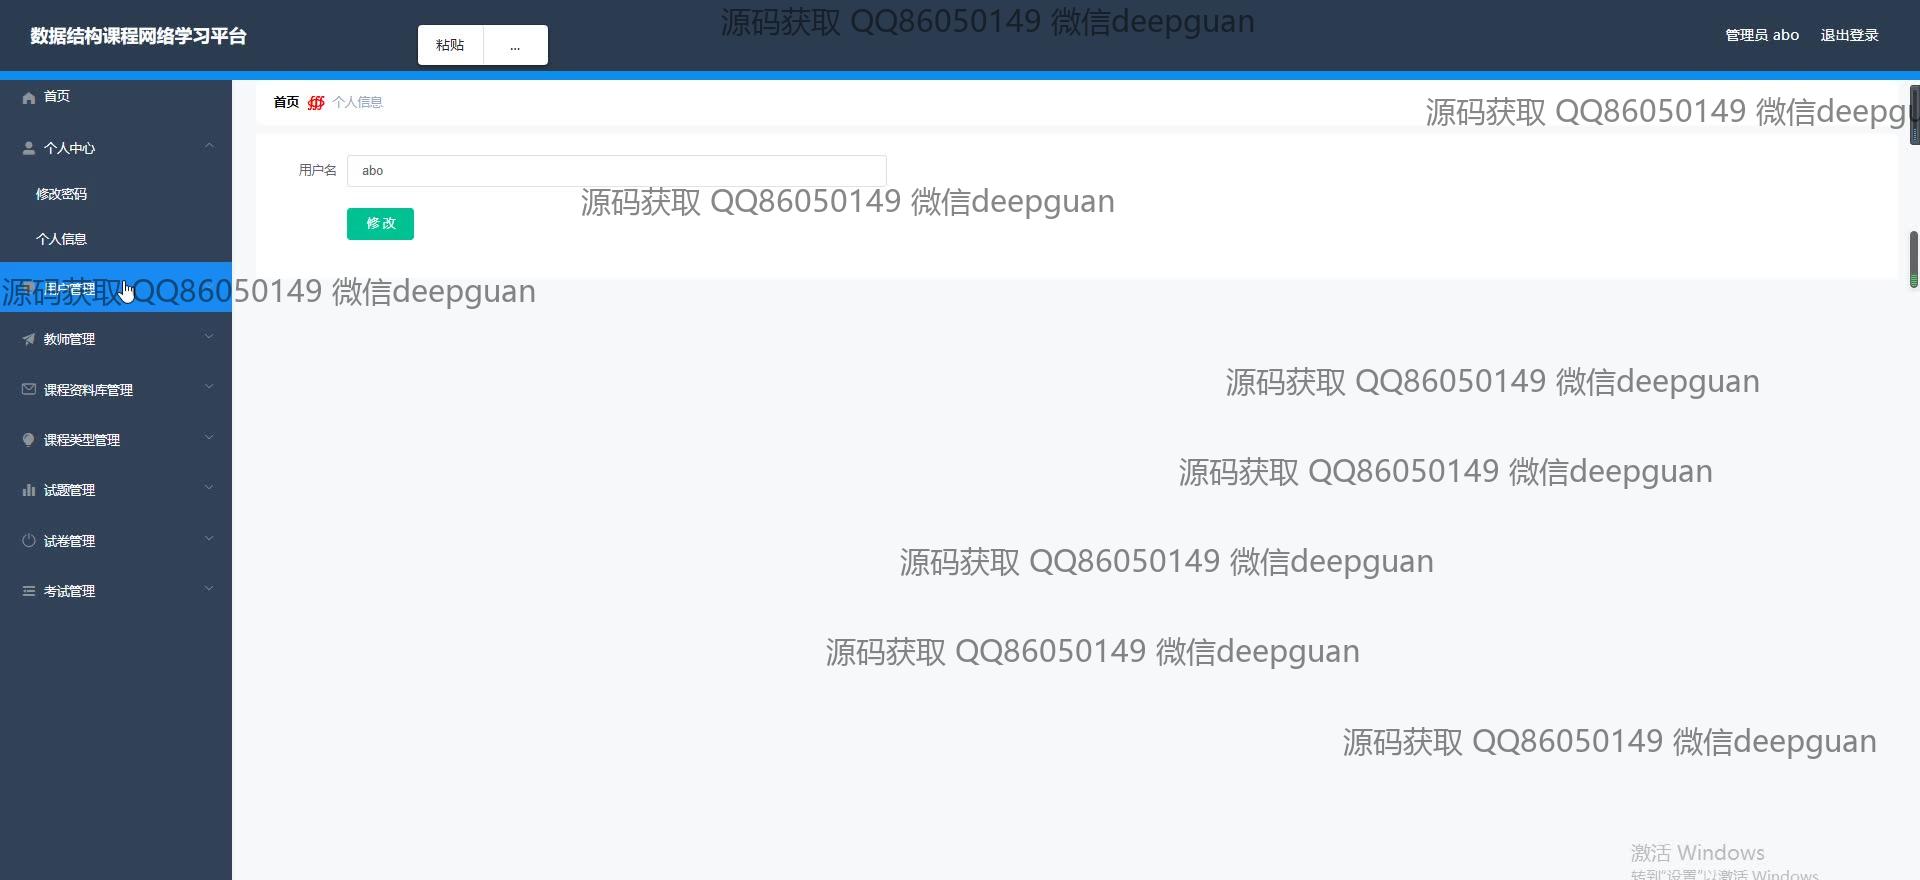 数据结构课程网络学习平台
粘贴
...
源码获取 QQ86050149 微信deepguan
管理员 abo
退出登录
首页
个人信息
源码获取 QQ86050149 微信deepgu
首页
个人中心
修改密码
个人信息
用户管理
教师管理
课程资料库管理
课程类型管理
试题管理
试卷管理
考试管理
用户名
abo
源码获取 QQ86050149 微信deepguan
修改
源码获取 QQ86050149 微信deepguan
源码获取 QQ86050149 微信deepguan
源码获取 QQ86050149 微信deepguan
源码获取 QQ86050149 微信deepguan
源码获取 QQ86050149 微信deepguan
源码获取 QQ86050149 微信deepguan
激活 Windows
转到"设置"以激活 Windows